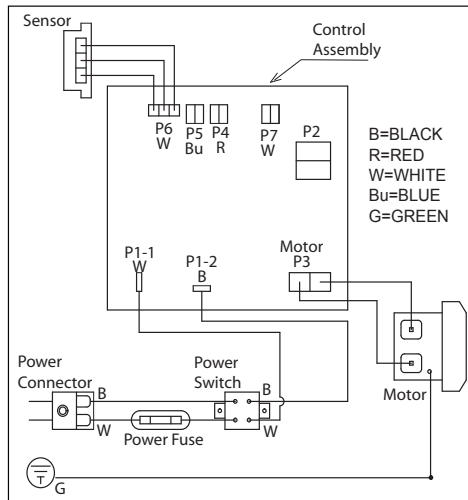 Sensor
Control
Assembly
P6
W
P5
Bu
P4
R
P7
W
P2
B=BLACK
R=RED
W=WHITE
Bu=BLUE
G=GREEN
P1-1
W
P1-2
B
Motor
P3
Power
Connector
B
W
Power Fuse
Power
Switch
B
W
Motor
G